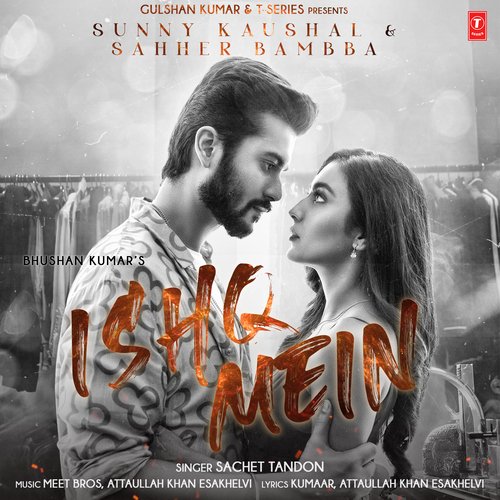 GULSHAN KUMAR & T-SERIES PRESENTS
SUNNY KAUSHAL &
SAHHER BAMBBA
T-SERIES
BHUSHAN KUMAR'S
ISHQ
MEIN
SINGER SACHET TANDON
MUSIC MEET BROS, ATTAULLAH KHAN ESAKHELVI LYRICS KUMAAR, ATTAULLAH KHAN ESAKHELVI